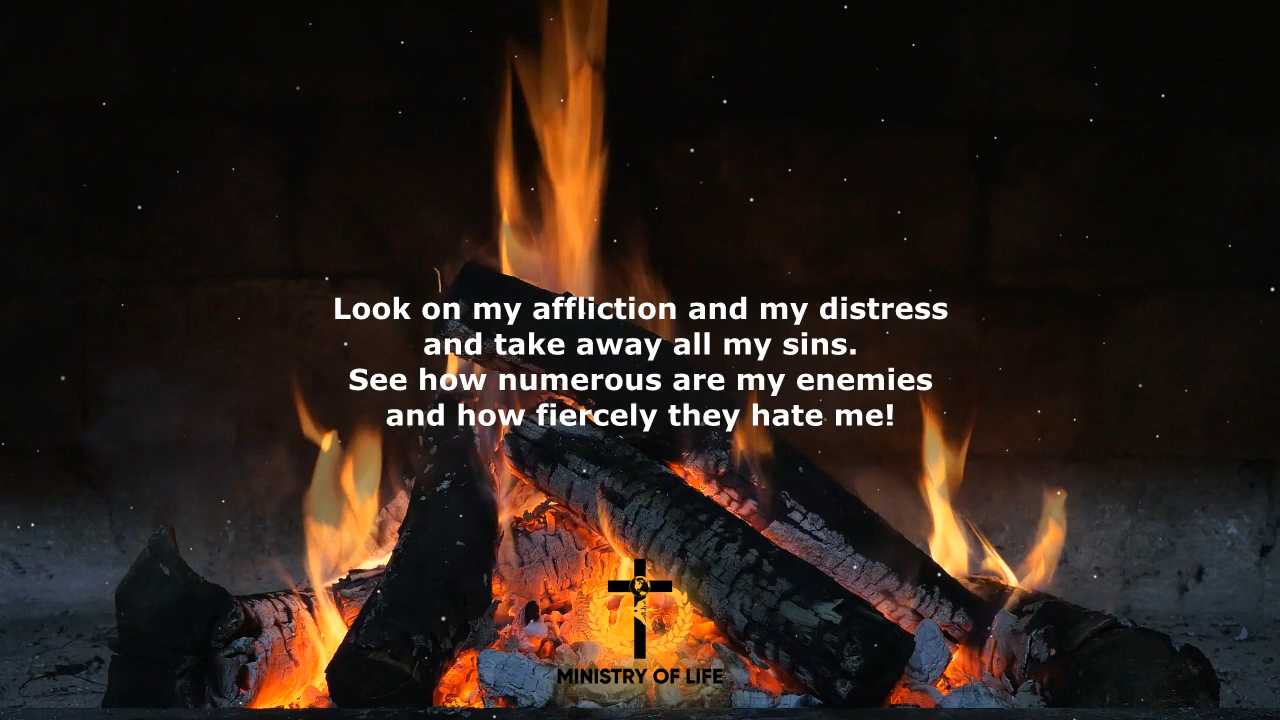 Look on my affliction and my distress
and take away all my sins.
See how numerous are my enemies
and how fiercely they hate me!
MINISTRY OF LIFE